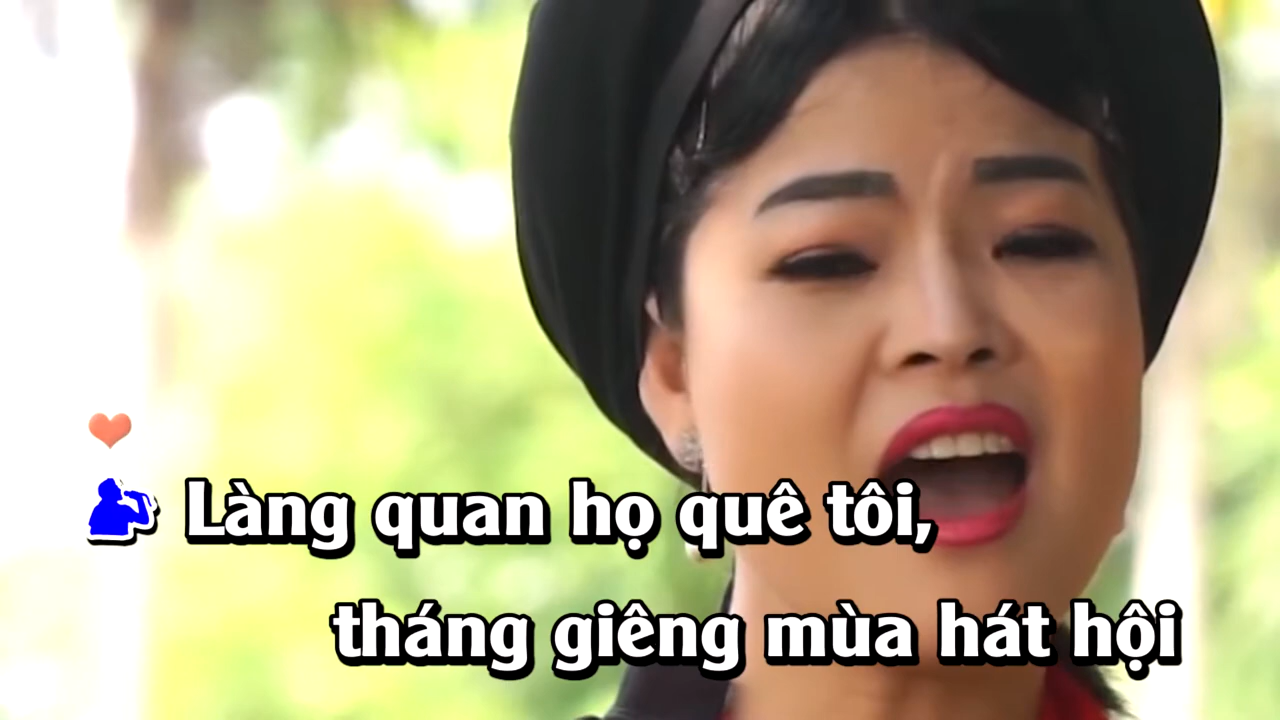 Làng quan họ quê tôi,
tháng giêng mùa hát hội